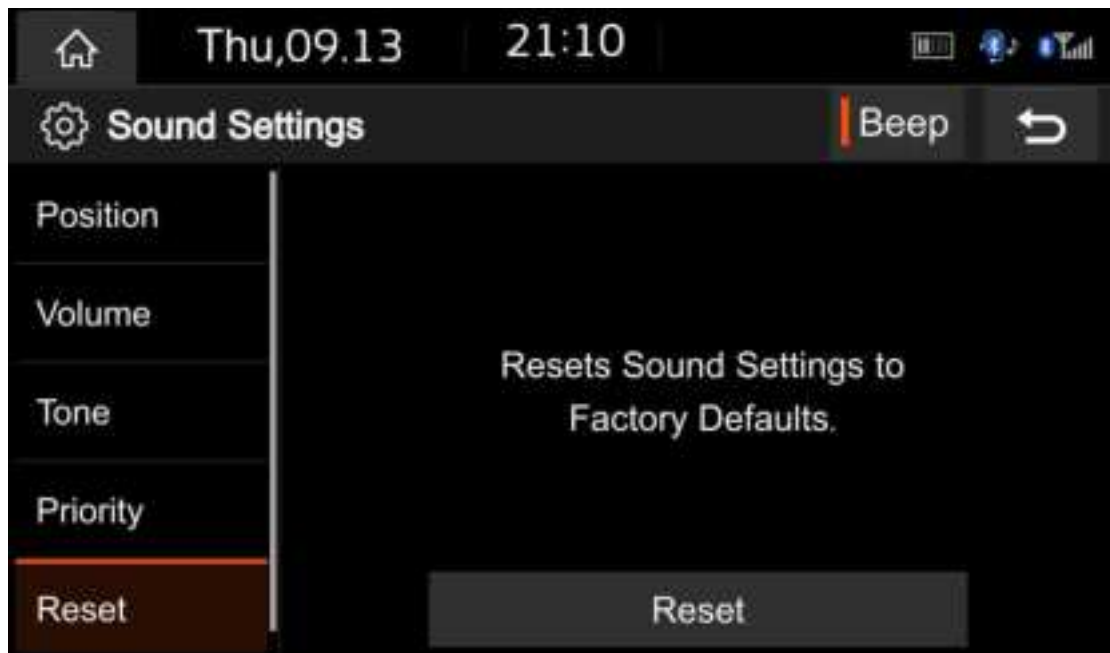 Thu,09.13 21:10
Sound Settings Beep
Position
Volume
Resets Sound Settings to
Factory Defaults.
Tone
Priority
Reset
Reset